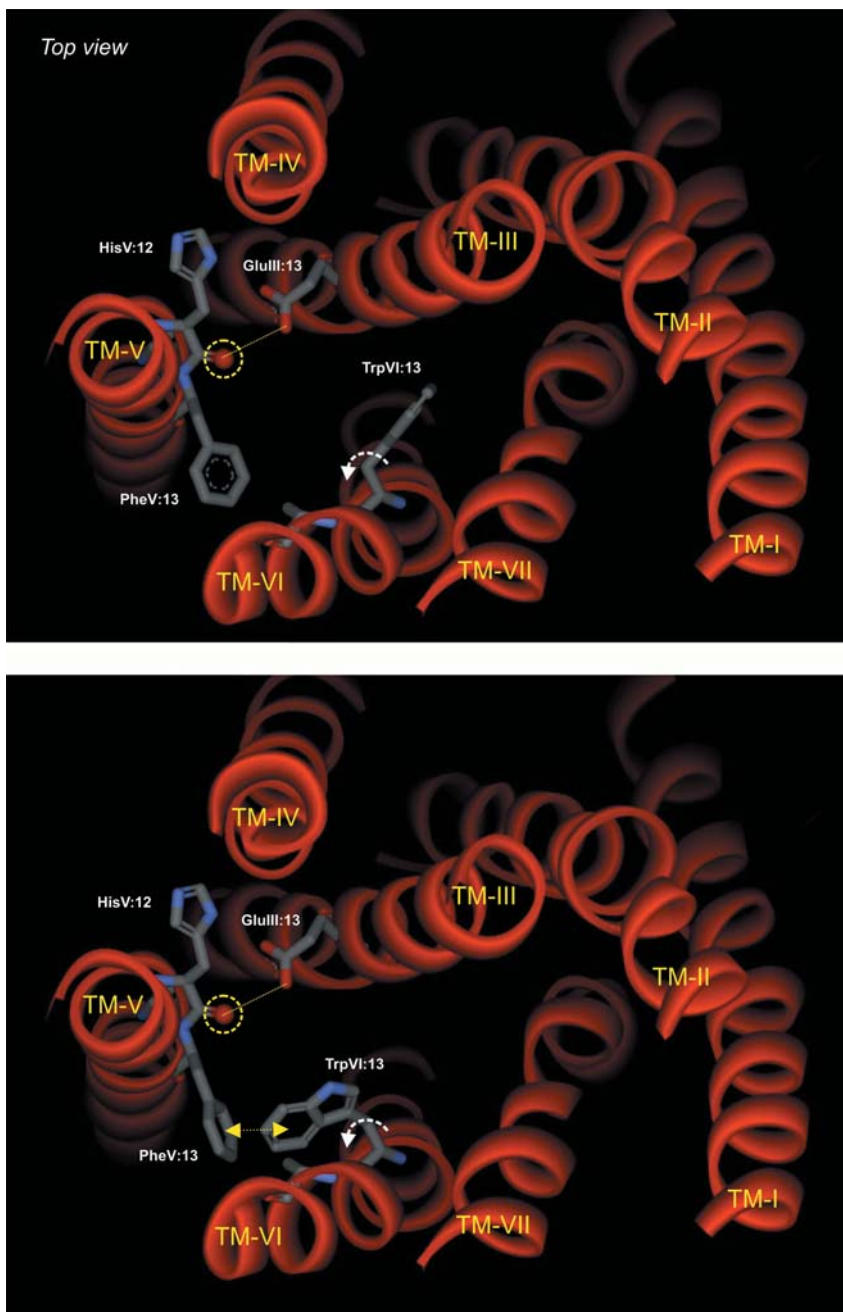 Top view
TM-IV
HisV:12
GluIII:13
TM-III
TM-II
TM-V
TrpVI:13
PheV:13
TM-VI
TM-VII
TM-I
TM-IV
HisV:12
GluIII:13
TM-III
TM-II
TM-V
TrpVI:13
PheV:13
TM-VI
TM-VII
TM-I